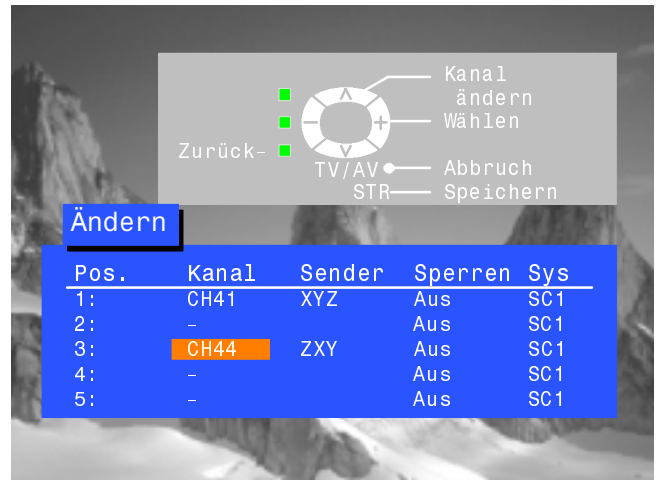 Kanal
ändern
Wählen
Zurück–
TV/AV Abbruch
STR Speichern
Ändern
Pos. Kanal Sender Sperren Sys
1: CH41 XYZ Aus SC1
2: – Aus SC1
3: CH44 ZXY Aus SC1
4: – Aus SC1
5: – Aus SC1